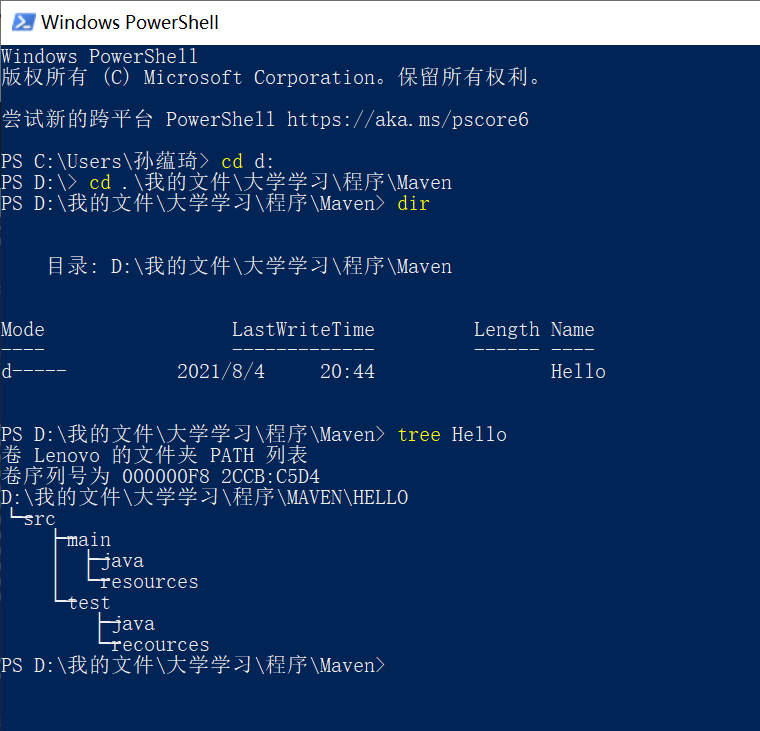 Windows PowerShell
Windows PowerShell
版权所有 (C) Microsoft Corporation。保留所有权利。
尝试新的跨平台 PowerShell https://aka.ms/pscore6
PS C:\Users\孙蕴琦> cd d:
PS D:\> cd .\我的文件\大学学习\程序\Maven
PS D:\我的文件\大学学习\程序\Maven> dir
目录: D:\我的文件\大学学习\程序\Maven
Mode                 LastWriteTime         Length Name
----                 -------------         ------ ----
d-----          2021/8/4     20:44                Hello
PS D:\我的文件\大学学习\程序\Maven> tree Hello
卷 Lenovo 的文件夹 PATH 列表
卷序列号为 000000F8 2CCB:C5D4
D:\我的文件\大学学习\程序\MAVEN\HELLO
└─src
    ├─main
    │  ├─java
    │  └─resources
    └─test
        ├─java
        └─recources
PS D:\我的文件\大学学习\程序\Maven>